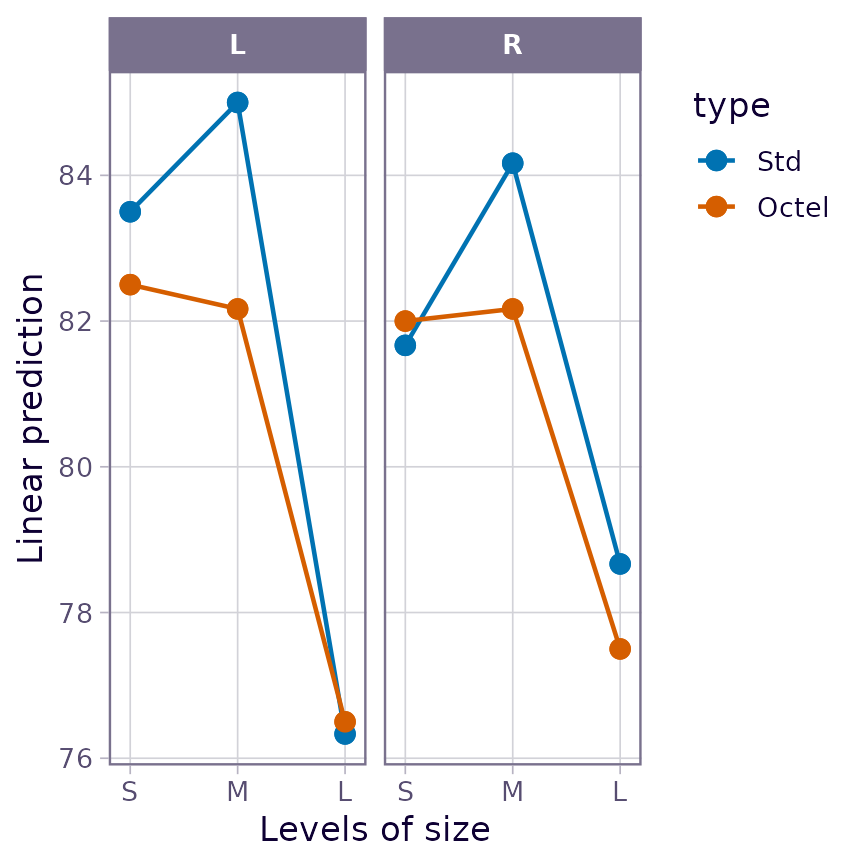 L R
type
Std
Octel
84
82
80
78
76
Linear prediction
S M L S M L
Levels of size